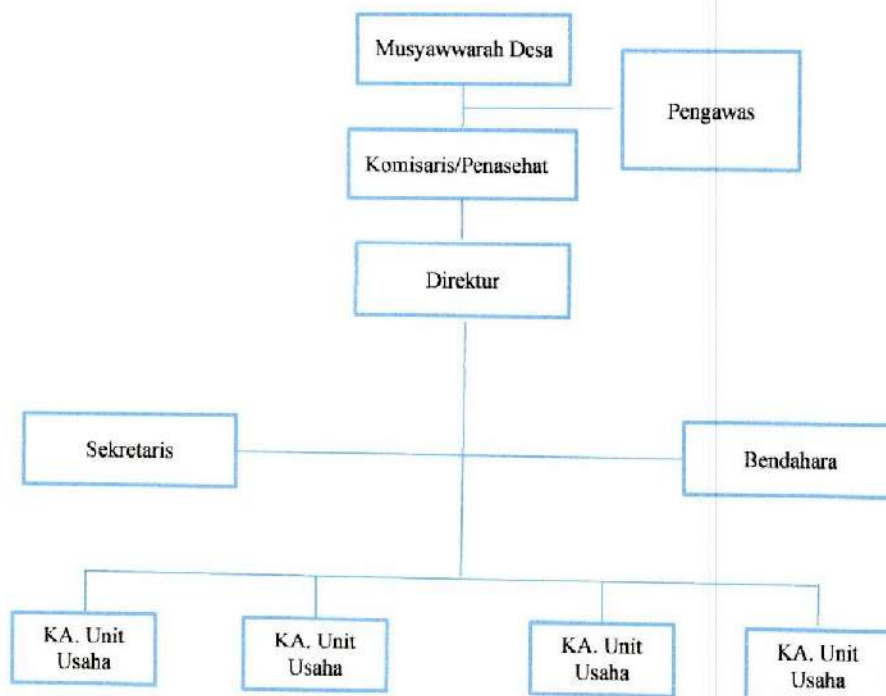 Musyawwarah Desa
Pengawas
Komisaris/Penasehat
Direktur
Sekretaris
Bendahara
KA. Unit
Usaha
KA. Unit
Usaha
KA. Unit
Usaha
KA. Unit
Usaha